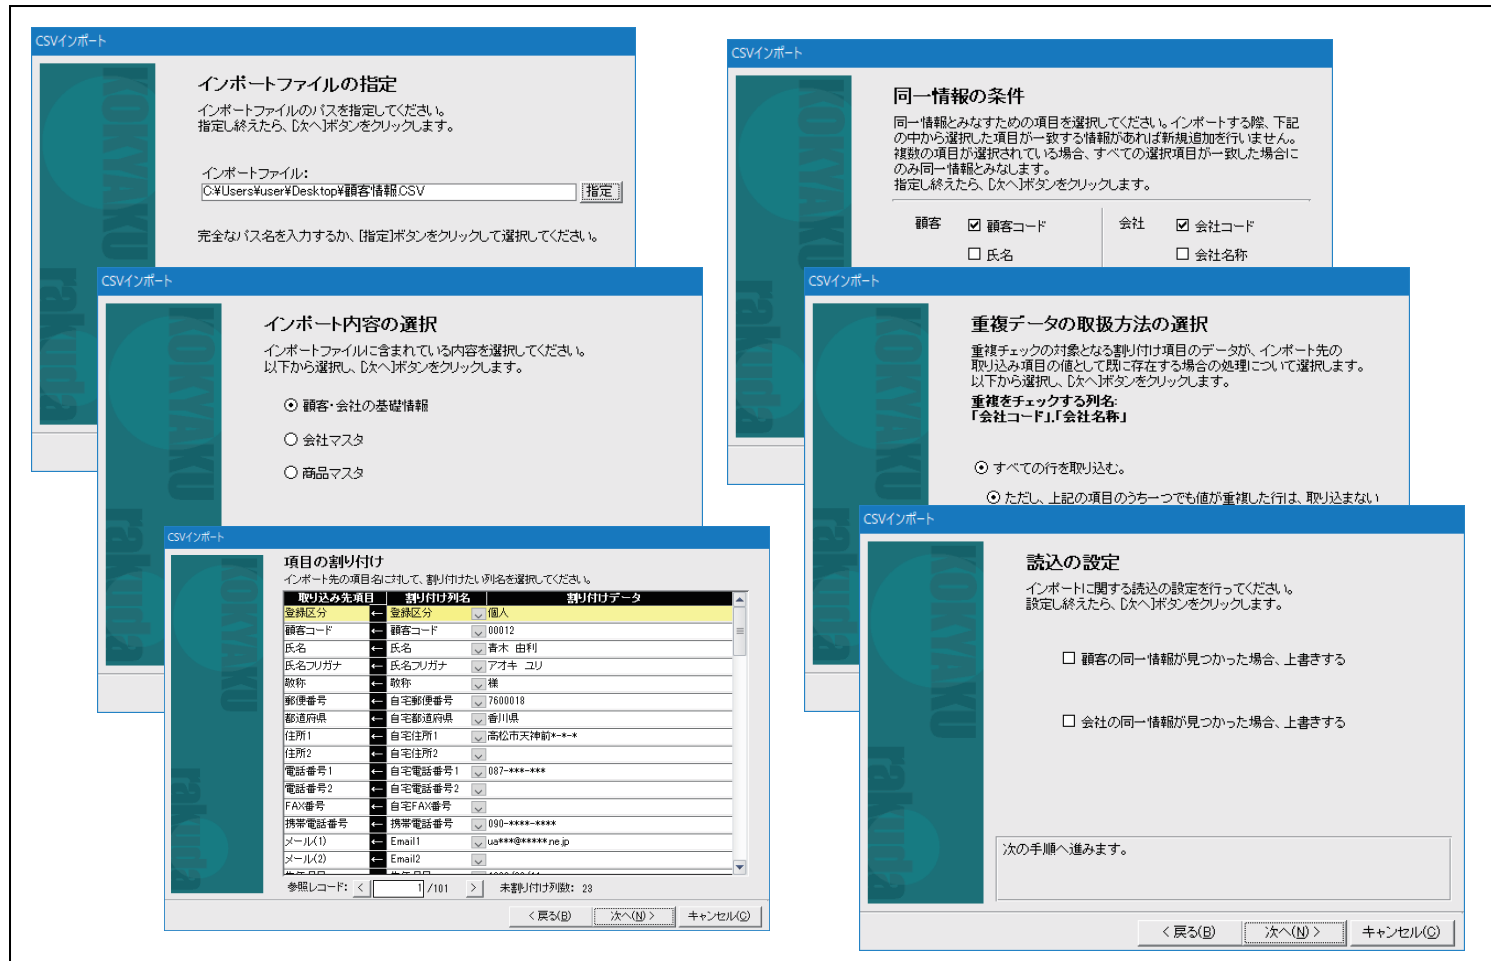 CSVインポート
KOKYAKU
rakuda
インポートファイルの指定
インポートファイルのパスを指定してください。
指定し終えたら、[次へ]ボタンをクリックします。
インポートファイル:
C:¥Users¥user¥Desktop¥顧客情報.CSV
指定
完全なパス名を入力するか、[指定]ボタンをクリックして選択してください。
CSVインポート
KOKYAKU
rakuda
インポート内容の選択
インポートファイルに含まれている内容を選択してください。
以下から選択し、[次へ]ボタンをクリックします。
顧客・会社の基礎情報
会社マスタ
商品マスタ
CSVインポート
KOKYAKU
rakuda
項目の割り付け
インポート先の項目名に対して、割り付けたい列名を選択してください。
取り込み先項目 割り付け列名 割り付けデータ
登録区分 ← 登録区分 個人
顧客コード ← 顧客コード 00012
氏名 ← 氏名 青木 由利
氏名フリガナ ← 氏名フリガナ アオキ ユリ
敬称 ← 敬称 様
郵便番号 ← 自宅郵便番号 7600018
都道府県 ← 自宅都道府県 香川県
住所1 ← 自宅住所1 高松市天神前*-*-*
住所2 ← 自宅住所2
電話番号1 ← 自宅電話番号1 087-***-***
電話番号2 ← 自宅電話番号2
FAX番号 ← 自宅FAX番号
携帯電話番号 ← 携帯電話番号 090-****-****
メール(1) ← Email1 ua***@*****.ne.jp
メール(2) ← Email2
参照レコード: < 1 /101 > 未割り付け列数: 23
< 戻る(B) 次へ(N) > キャンセル(C)
CSVインポート
KOKYAKU
rakuda
同一情報の条件
同一情報とみなすための項目を選択してください。インポートする際、下記
の中から選択した項目が一致する情報があれば新規追加を行いません。
複数の項目が選択されている場合、すべての選択項目が一致した場合に
のみ同一情報とみなします。
指定し終えたら、[次へ]ボタンをクリックします。
顧客 顧客コード 会社 会社コード
氏名 会社名称
CSVインポート
KOKYAKU
rakuda
重複データの取扱方法の選択
重複チェックの対象となる割り付け項目のデータが、インポート先の
取り込み項目の値として既に存在する場合の処理について選択します。
以下から選択し、[次へ]ボタンをクリックします。
重複をチェックする列名:
「会社コード」,「会社名称」
すべての行を取り込む。
ただし、上記の項目のうち一つでも値が重複した行は、取り込まない
CSVインポート
KOKYAKU
rakuda
読込の設定
インポートに関する読込の設定を行ってください。
設定し終えたら、[次へ]ボタンをクリックします。
顧客の同一情報が見つかった場合、上書きする
会社の同一情報が見つかった場合、上書きする
次の手順へ進みます。
< 戻る(B) 次へ(N) > キャンセル(C)